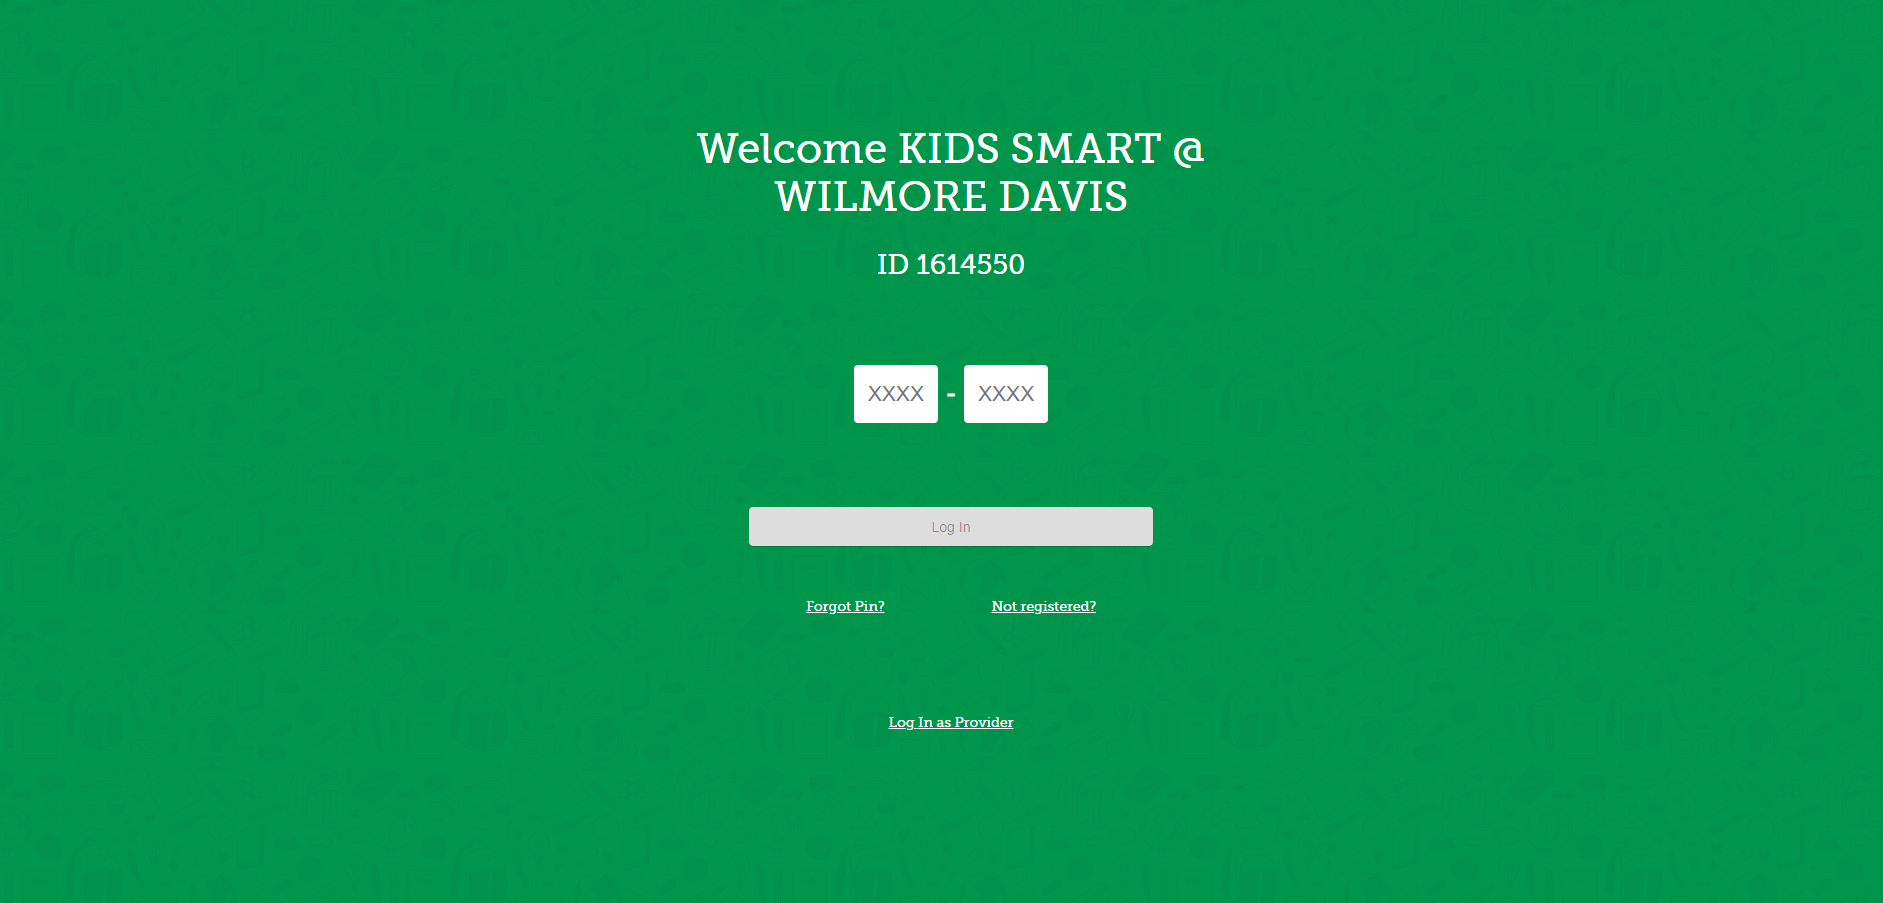 Welcome KIDS SMART @
WILMORE DAVIS
ID 1614550
XXXX - XXXX
Log In
Forgot Pin? Not registered?
Log In as Provider